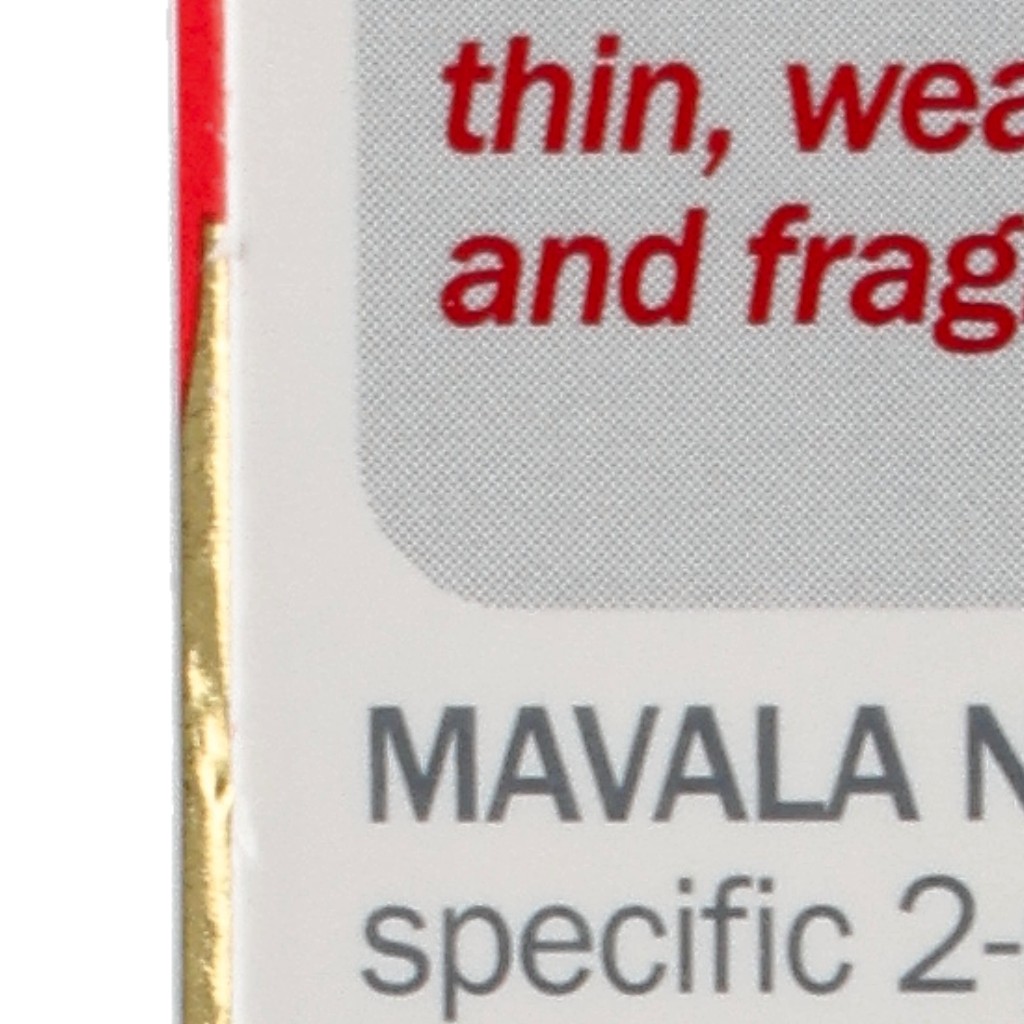 thin, wea
and frag
MAVALA N
specific 2-